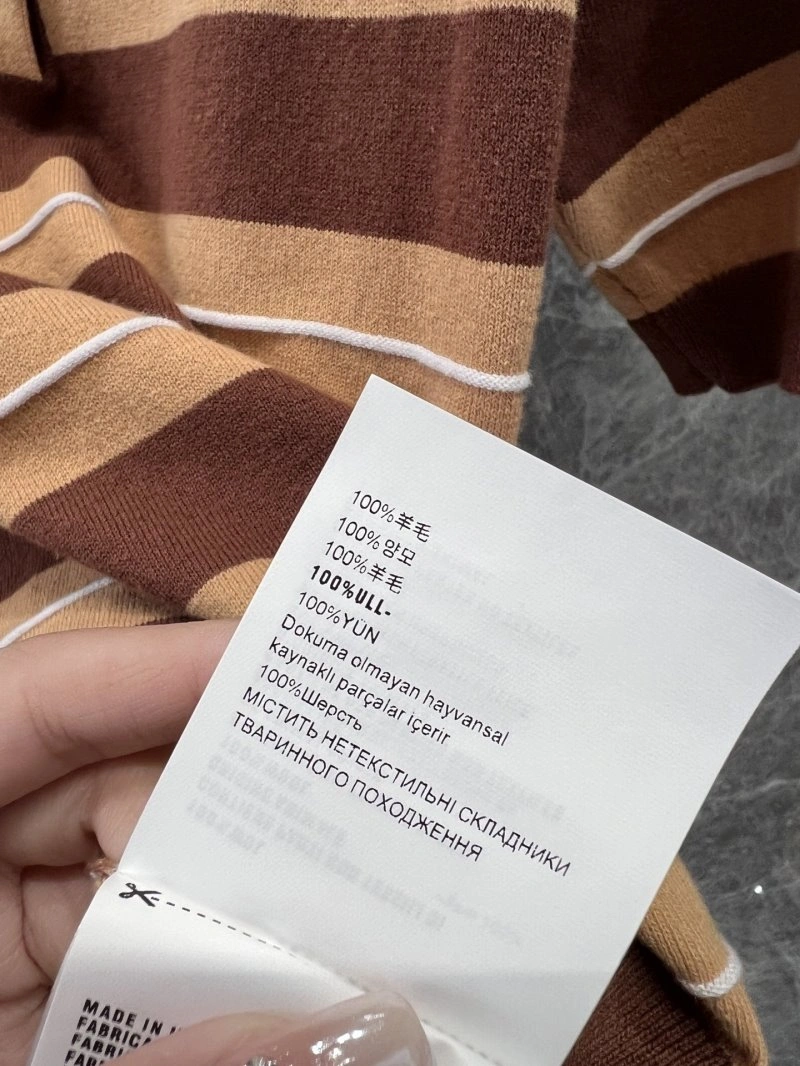 100%羊毛
100% 양모
100%羊毛
100%ULL-
100%YÜN
Dokuma olmayan hayvansal
kaynaklı parçalar içerir
100%Шерсть
МІСТИТЬ НЕТЕКСТИЛЬНІ СКЛАДНИКИ
ТВАРИННОГО ПОХОДЖЕННЯ
MADE IN